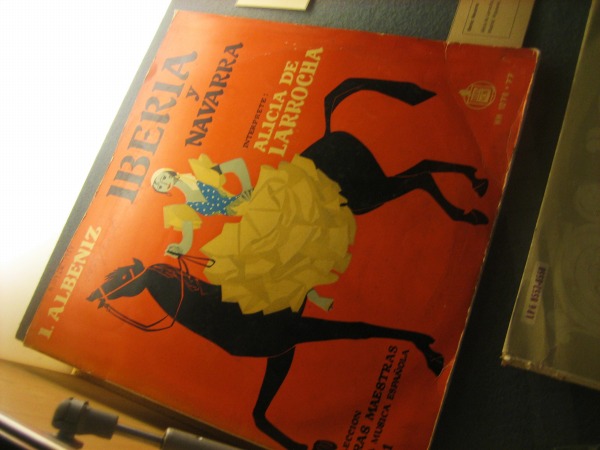 I. ALBENIZ
IBERIA
y
NAVARRA
INTERPRETE:
ALICIA DE
LARROCHA
MAESTRAS
MUSICA ESPAÑOLA